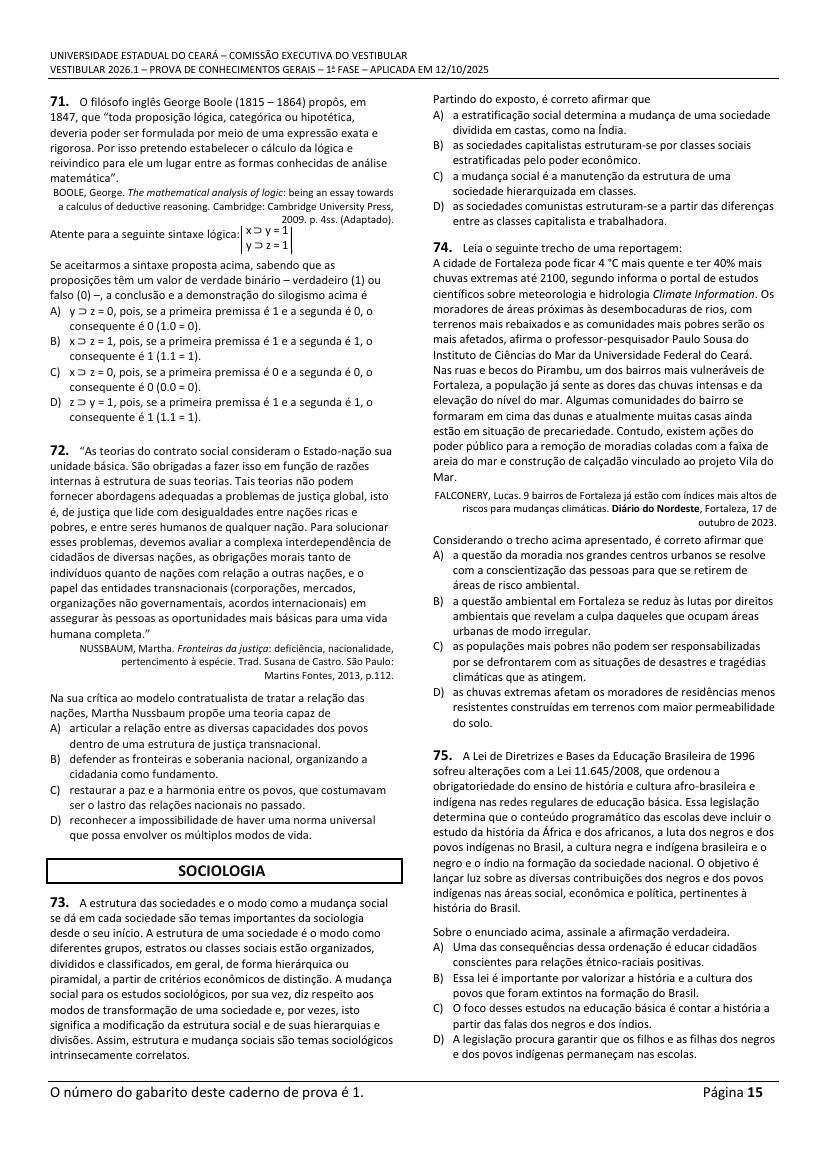 UNIVERSIDADE ESTADUAL DO CEARÁ – COMISSÃO EXECUTIVA DO VESTIBULAR
VESTIBULAR 2026.1 – PROVA DE CONHECIMENTOS GERAIS – 1ª FASE – APLICADA EM 12/10/2025
71. O filósofo inglês George Boole (1815 – 1864) propôs, em
1847, que “toda proposição lógica, categórica ou hipotética,
deveria poder ser formulada por meio de uma expressão exata e
rigorosa. Por isso pretendo estabelecer o cálculo da lógica e
reivindico para ele um lugar entre as formas conhecidas de análise
matemática”.
BOOLE, George. The mathematical analysis of logic: being an essay towards
a calculus of deductive reasoning. Cambridge: Cambridge University Press,
2009. p. 4ss. (Adaptado).
Atente para a seguinte sintaxe lógica: x ⊃ y = 1
y ⊃ z = 1
Se aceitarmos a sintaxe proposta acima, sabendo que as
proposições têm um valor de verdade binário – verdadeiro (1) ou
falso (0) –, a conclusão e a demonstração do silogismo acima é
A) y ⊃ z = 0, pois, se a primeira premissa é 1 e a segunda é 0, o
consequente é 0 (1.0 = 0).
B) x ⊃ z = 1, pois, se a primeira premissa é 1 e a segunda é 1, o
consequente é 1 (1.1 = 1).
C) x ⊃ z = 0, pois, se a primeira premissa é 0 e a segunda é 0, o
consequente é 0 (0.0 = 0).
D) z ⊃ y = 1, pois, se a primeira premissa é 1 e a segunda é 1, o
consequente é 1 (1.1 = 1).
72. “As teorias do contrato social consideram o Estado-nação sua
unidade básica. São obrigadas a fazer isso em função de razões
internas à estrutura de suas teorias. Tais teorias não podem
fornecer abordagens adequadas a problemas de justiça global, isto
é, de justiça que lide com desigualdades entre nações ricas e
pobres, e entre seres humanos de qualquer nação. Para solucionar
esses problemas, devemos avaliar a complexa interdependência de
cidadãos de diversas nações, as obrigações morais tanto de
indivíduos quanto de nações com relação a outras nações, e o
papel das entidades transnacionais (corporações, mercados,
organizações não governamentais, acordos internacionais) em
assegurar às pessoas as oportunidades mais básicas para uma vida
humana completa.”
NUSSBAUM, Martha. Fronteiras da justiça: deficiência, nacionalidade,
pertencimento à espécie. Trad. Susana de Castro. São Paulo:
Martins Fontes, 2013, p.112.
Na sua crítica ao modelo contratualista de tratar a relação das
nações, Martha Nussbaum propõe uma teoria capaz de
A) articular a relação entre as diversas capacidades dos povos
dentro de uma estrutura de justiça transnacional.
B) defender as fronteiras e soberania nacional, organizando a
cidadania como fundamento.
C) restaurar a paz e a harmonia entre os povos, que costumavam
ser o lastro das relações nacionais no passado.
D) reconhecer a impossibilidade de haver uma norma universal
que possa envolver os múltiplos modos de vida.
SOCIOLOGIA
73. A estrutura das sociedades e o modo como a mudança social
se dá em cada sociedade são temas importantes da sociologia
desde o seu início. A estrutura de uma sociedade é o modo como
diferentes grupos, estratos ou classes sociais estão organizados,
divididos e classificados, em geral, de forma hierárquica ou
piramidal, a partir de critérios econômicos de distinção. A mudança
social para os estudos sociológicos, por sua vez, diz respeito aos
modos de transformação de uma sociedade e, por vezes, isto
significa a modificação da estrutura social e de suas hierarquias e
divisões. Assim, estrutura e mudança sociais são temas sociológicos
intrinsecamente correlatos.
Partindo do exposto, é correto afirmar que
A) a estratificação social determina a mudança de uma sociedade
dividida em castas, como na Índia.
B) as sociedades capitalistas estruturam-se por classes sociais
estratificadas pelo poder econômico.
C) a mudança social é a manutenção da estrutura de uma
sociedade hierarquizada em classes.
D) as sociedades comunistas estruturam-se a partir das diferenças
entre as classes capitalista e trabalhadora.
74. Leia o seguinte trecho de uma reportagem:
A cidade de Fortaleza pode ficar 4 °C mais quente e ter 40% mais
chuvas extremas até 2100, segundo informa o portal de estudos
científicos sobre meteorologia e hidrologia Climate Information. Os
moradores de áreas próximas às desembocaduras de rios, com
terrenos mais rebaixados e as comunidades mais pobres serão os
mais afetados, afirma o professor-pesquisador Paulo Sousa do
Instituto de Ciências do Mar da Universidade Federal do Ceará.
Nas ruas e becos do Pirambu, um dos bairros mais vulneráveis de
Fortaleza, a população já sente as dores das chuvas intensas e da
elevação do nível do mar. Algumas comunidades do bairro se
formaram em cima das dunas e atualmente muitas casas ainda
estão em situação de precariedade. Contudo, existem ações do
poder público para a remoção de moradias coladas com a faixa de
areia do mar e construção de calçadão vinculado ao projeto Vila do
Mar.
FALCONERY, Lucas. 9 bairros de Fortaleza já estão com índices mais altos de
riscos para mudanças climáticas. Diário do Nordeste, Fortaleza, 17 de
outubro de 2023.
Considerando o trecho acima apresentado, é correto afirmar que
A) a questão da moradia nos grandes centros urbanos se resolve
com a conscientização das pessoas para que se retirem de
áreas de risco ambiental.
B) a questão ambiental em Fortaleza se reduz às lutas por direitos
ambientais que revelam a culpa daqueles que ocupam áreas
urbanas de modo irregular.
C) as populações mais pobres não podem ser responsabilizadas
por se defrontarem com as situações de desastres e tragédias
climáticas que as atingem.
D) as chuvas extremas afetam os moradores de residências menos
resistentes construídas em terrenos com maior permeabilidade
do solo.
75. A Lei de Diretrizes e Bases da Educação Brasileira de 1996
sofreu alterações com a Lei 11.645/2008, que ordenou a
obrigatoriedade do ensino de história e cultura afro-brasileira e
indígena nas redes regulares de educação básica. Essa legislação
determina que o conteúdo programático das escolas deve incluir o
estudo da história da África e dos africanos, a luta dos negros e dos
povos indígenas no Brasil, a cultura negra e indígena brasileira e o
negro e o índio na formação da sociedade nacional. O objetivo é
lançar luz sobre as diversas contribuições dos negros e dos povos
indígenas nas áreas social, econômica e política, pertinentes à
história do Brasil.
Sobre o enunciado acima, assinale a afirmação verdadeira.
A) Uma das consequências dessa ordenação é educar cidadãos
conscientes para relações étnico-raciais positivas.
B) Essa lei é importante por valorizar a história e a cultura dos
povos que foram extintos na formação do Brasil.
C) O foco desses estudos na educação básica é contar a história a
partir das falas dos negros e dos índios.
D) A legislação procura garantir que os filhos e as filhas dos negros
e dos povos indígenas permaneçam nas escolas.
O número do gabarito deste caderno de prova é 1.
Página 15